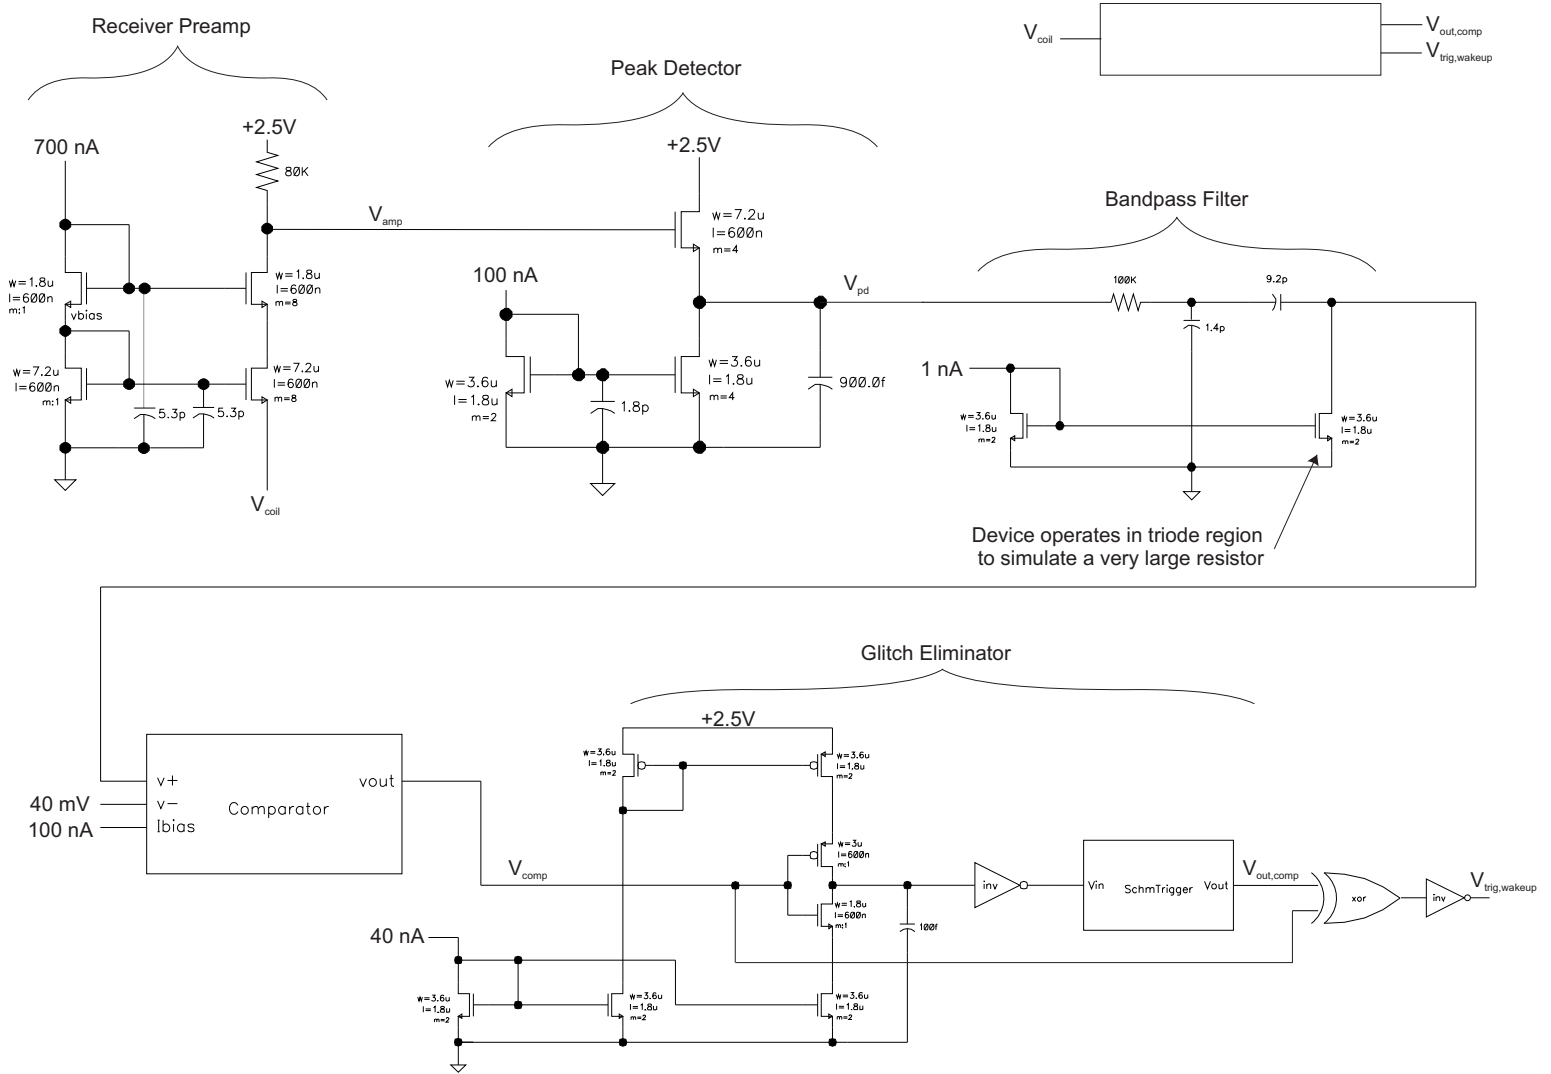 Receiver Preamp
Peak Detector
Bandpass Filter
V_coil
V_out,comp
V_trig,wakeup
700 nA
+2.5V
80K
V_amp
w=1.8u
l=600n
m:1
vbias
w=1.8u
l=600n
m=8
w=7.2u
l=600n
m:1
w=7.2u
l=600n
m=8
5.3p
5.3p
V_coil
+2.5V
w=7.2u
l=600n
m=4
100 nA
V_pd
w=3.6u
l=1.8u
m=2
w=3.6u
l=1.8u
m=4
1.8p
900.0f
100K
9.2p
1.4p
1 nA
w=3.6u
l=1.8u
m=2
w=3.6u
l=1.8u
m=2
Device operates in triode region
to simulate a very large resistor
Glitch Eliminator
+2.5V
w=3.6u
l=1.8u
m=2
w=3.6u
l=1.8u
m=2
v+
vout
40 mV
v-
Comparator
100 nA
Ibias
V_comp
w=3u
l=600n
m:1
w=1.8u
l=600n
m:1
100f
inv
Vin
SchmTrigger
Vout
V_out,comp
xor
inv
V_trig,wakeup
40 nA
w=3.6u
l=1.8u
m=2
w=3.6u
l=1.8u
m=2
w=3.6u
l=1.8u
m=2